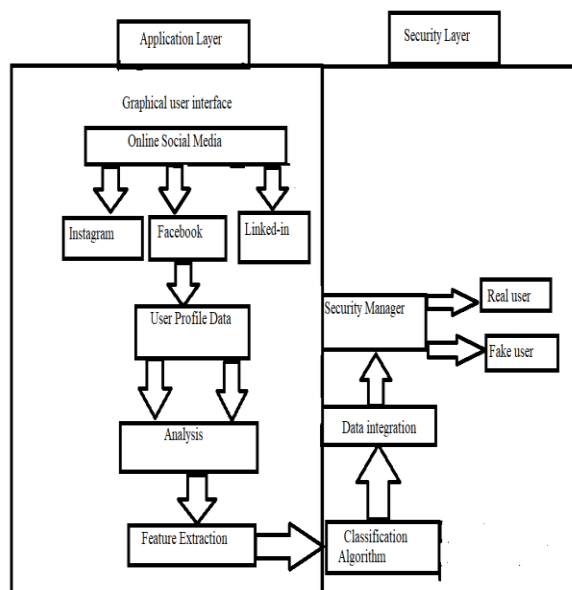 Application Layer
Security Layer
Graphical user interface
Online Social Media
Instagram
Facebook
Linked-in
User Profile Data
Analysis
Feature Extraction
Classification
Algorithm
Data integration
Security Manager
Real user
Fake user